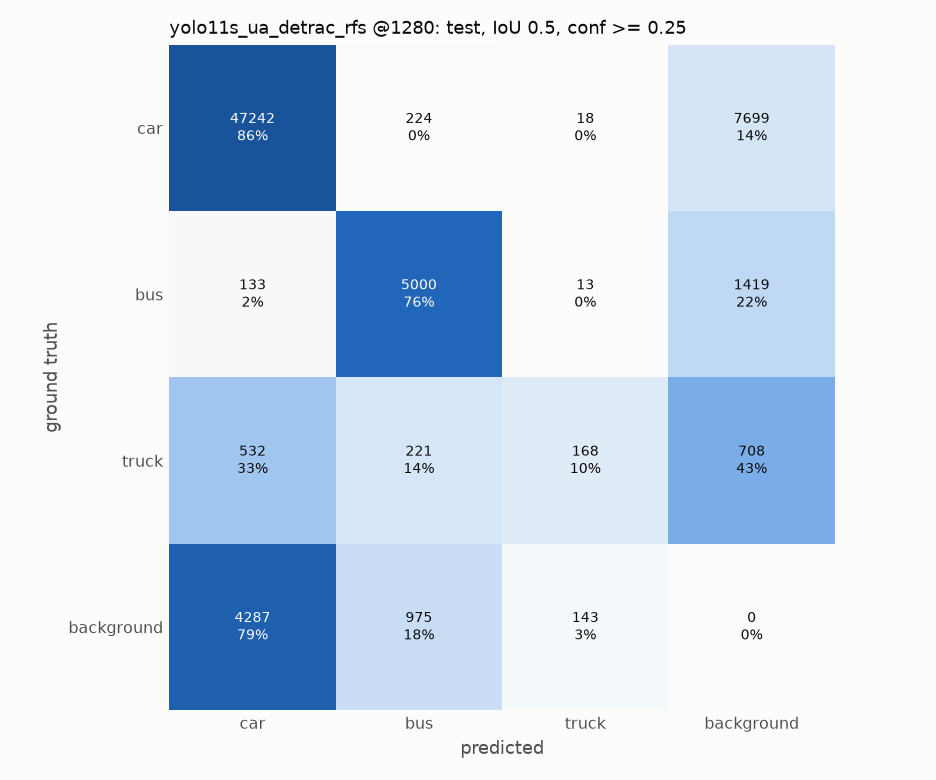 yolo11s_ua_detrac_rfs @1280: test, IoU 0.5, conf >= 0.25
ground truth
car
47242
86%
224
0%
18
0%
7699
14%
bus
133
2%
5000
76%
13
0%
1419
22%
truck
532
33%
221
14%
168
10%
708
43%
background
4287
79%
975
18%
143
3%
0
0%
car
bus
truck
background
predicted